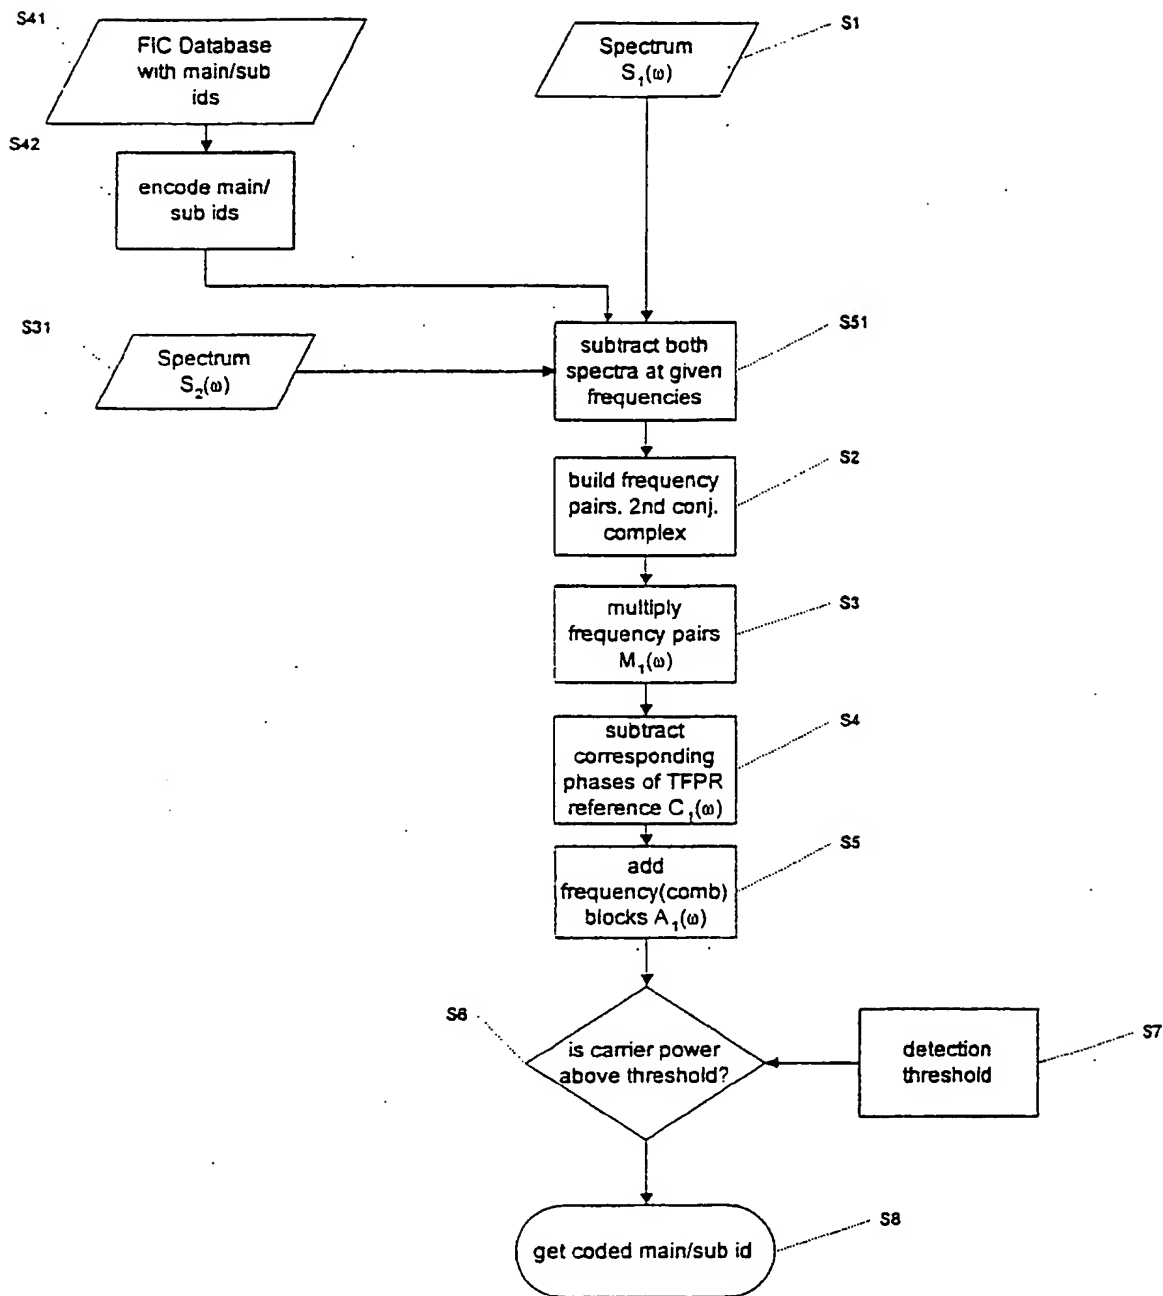 S41
FIC Database
with main/sub
ids
S1
Spectrum
S₁(ω)
S42
encode main/
sub ids
S31
Spectrum
S₂(ω)
S51
subtract both
spectra at given
frequencies
S2
build frequency
pairs. 2nd conj.
complex
S3
multiply
frequency pairs
M₁(ω)
S4
subtract
corresponding
phases of TFPR
reference C₁(ω)
S5
add
frequency(comb)
blocks A₁(ω)
S6
is carrier power
above threshold?
S7
detection
threshold
S8
get coded main/sub id